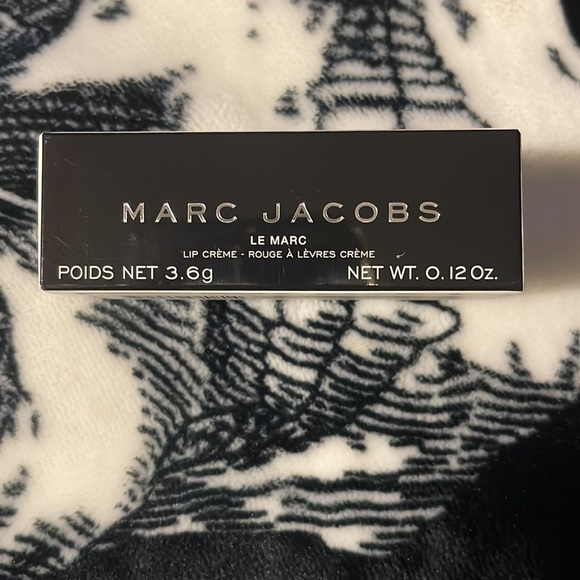 MARC JACOBS
LE MARC
LIP CRÈME - ROUGE À LÈVRES CRÈME
POIDS NET 3.6g NET WT. 0.12 Oz.